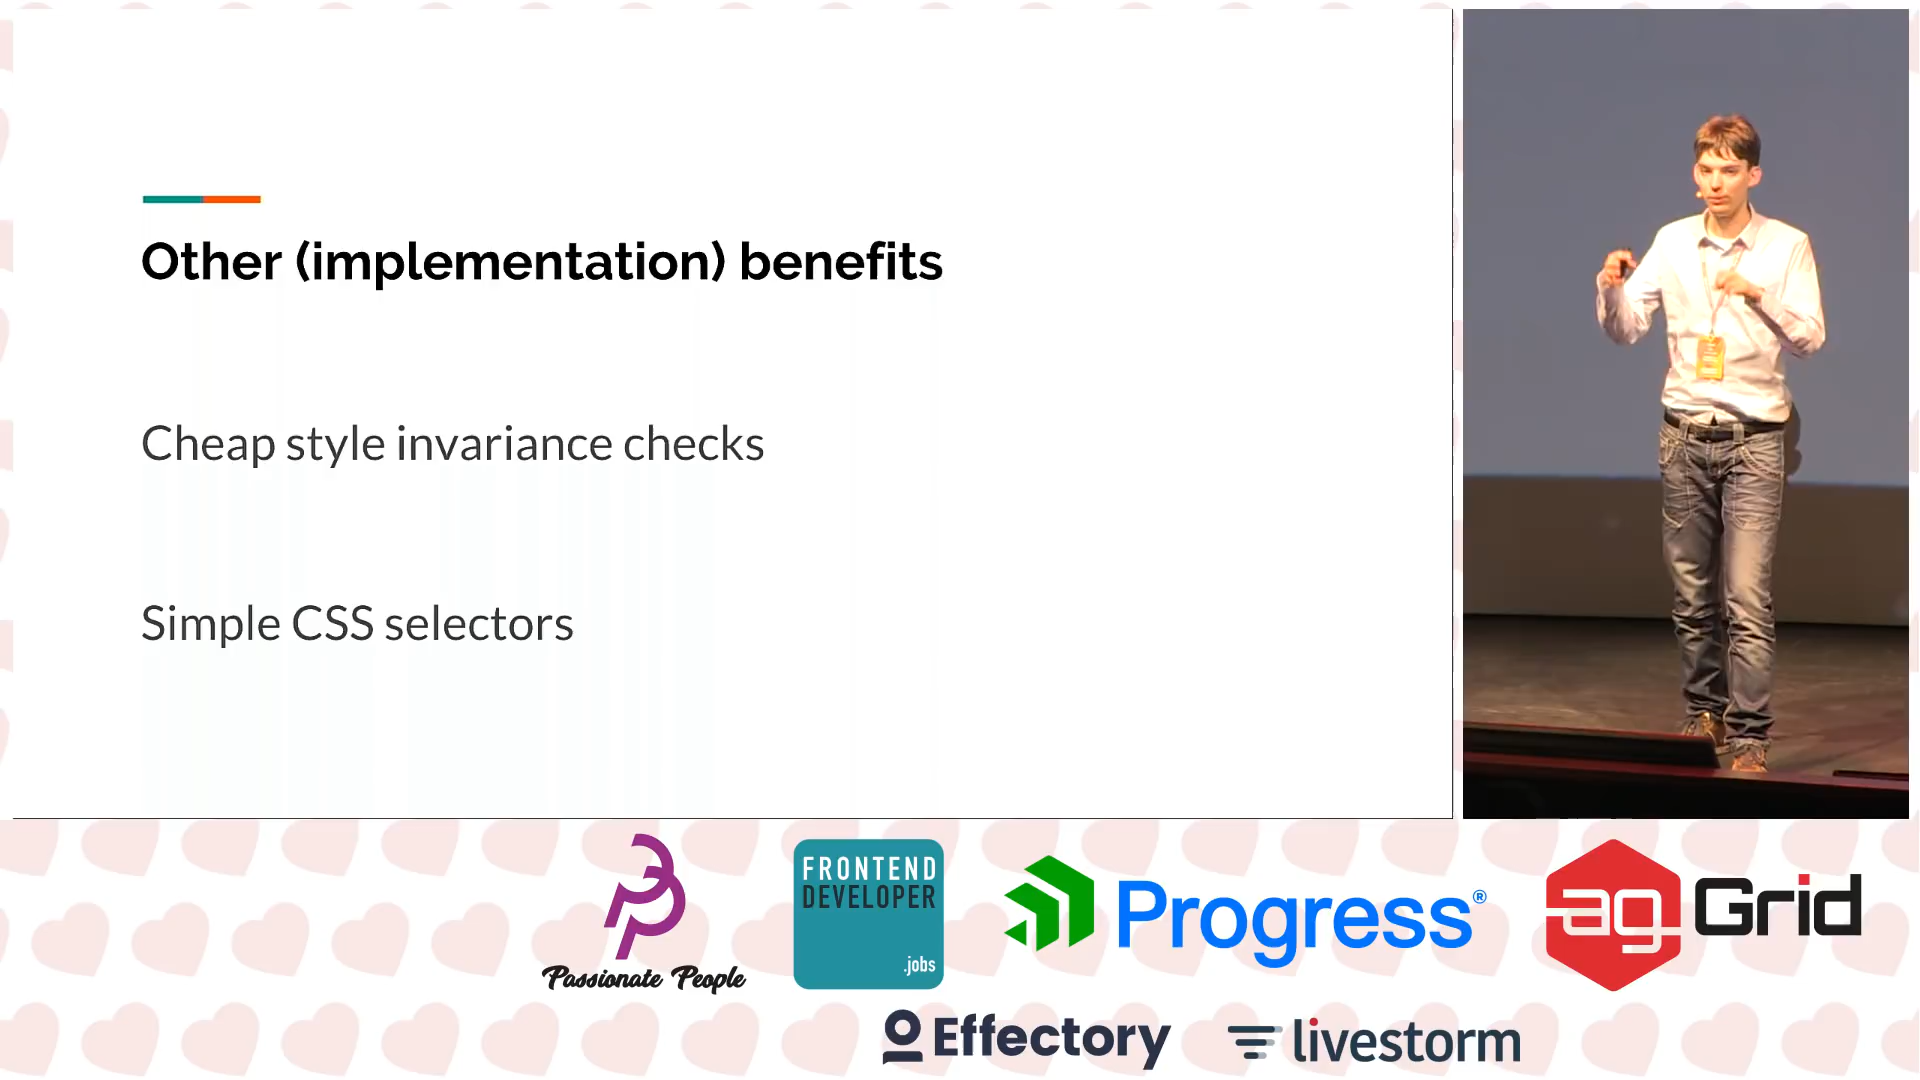 Other (implementation) benefits
Cheap style invariance checks
Simple CSS selectors
Passionate People
FRONTEND
DEVELOPER
.jobs
Progress®
ag Grid
Effectory
livestorm